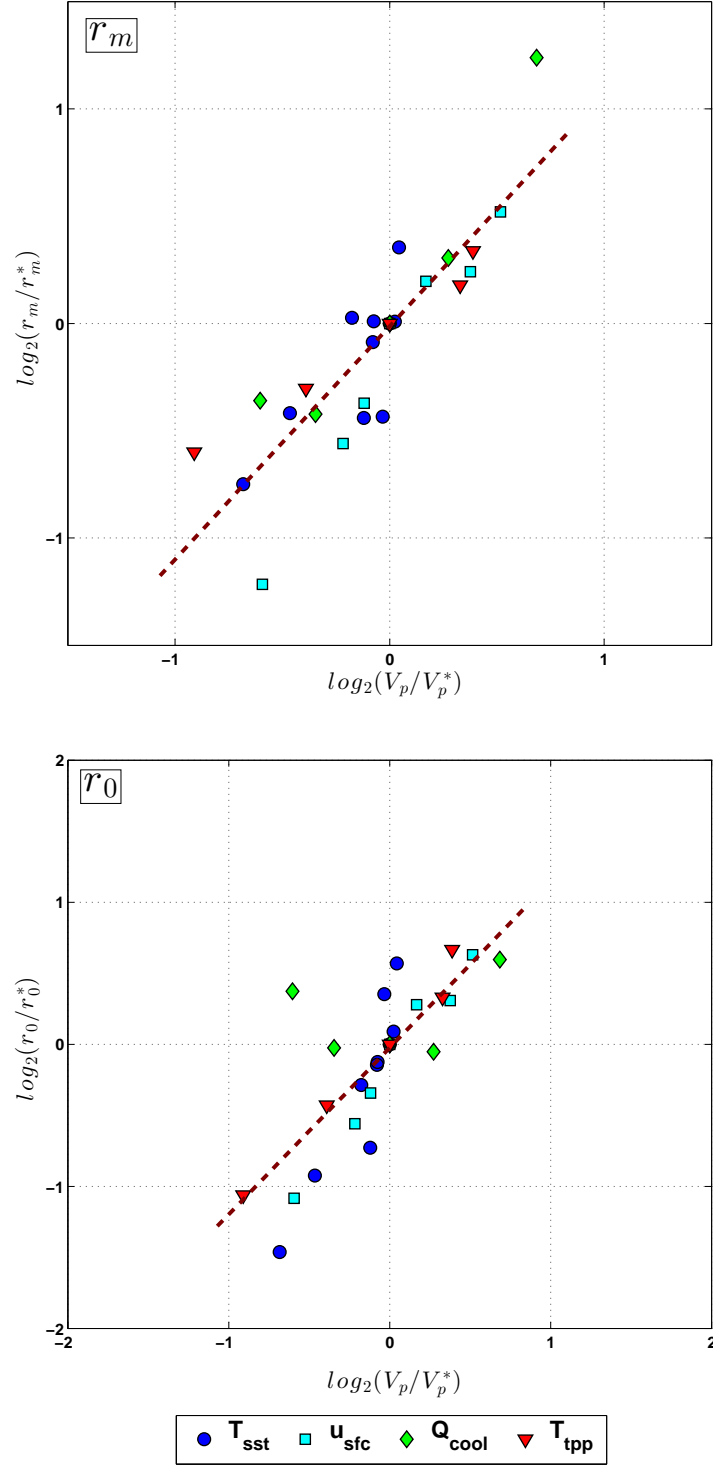 r_m
1
0
−1
log_2(r_m/r_m^*)
−1 0 1
log_2(V_p/V_p^*)
r_0
2
1
0
−1
−2
log_2(r_0/r_0^*)
−2 −1 0 1 2
log_2(V_p/V_p^*)
T_sst u_sfc Q_cool T_tpp